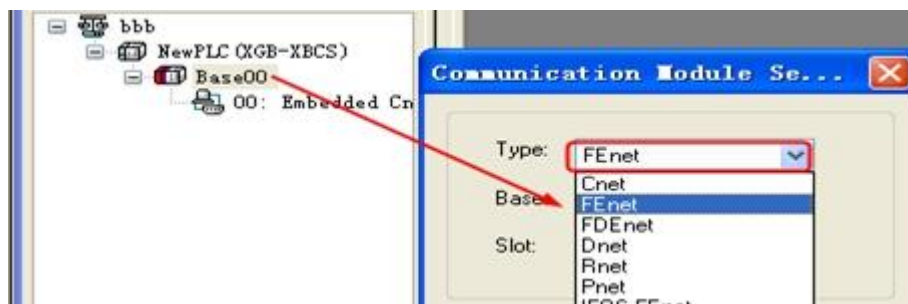 bbb
NewPLC(XGB-XBCS)
Base00
00: Embedded Cn
Communication Module Se...
Type: FEnet
Cnet
Base
FEnet
FDEnet
Slot:
Dnet
Rnet
Pnet